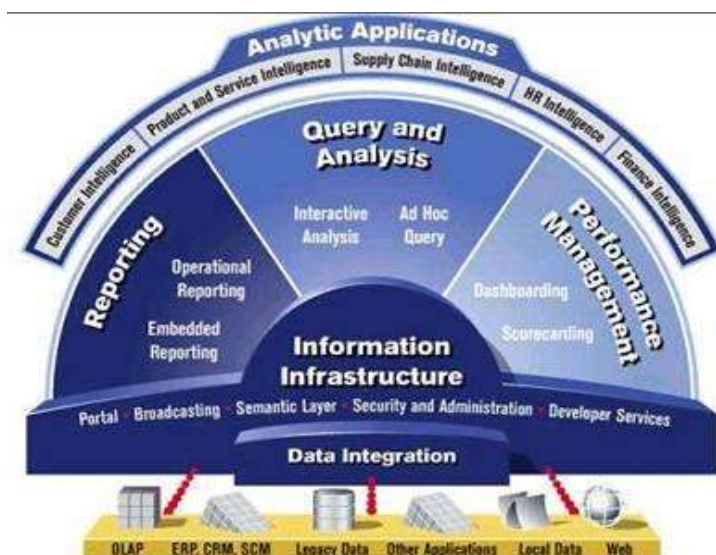 Analytic Applications
Customer Intelligence
Product and Service Intelligence
Supply Chain Intelligence
HR Intelligence
Finance Intelligence
Reporting
Operational
Reporting
Embedded
Reporting
Query and
Analysis
Interactive
Analysis
Ad Hoc
Query
Performance
Management
Dashboarding
Scorecarding
Information
Infrastructure
Portal • Broadcasting • Semantic Layer • Security and Administration • Developer Services
Data Integration
OLAP ERP, CRM, SCM Legacy Data Other Applications Local Data Web